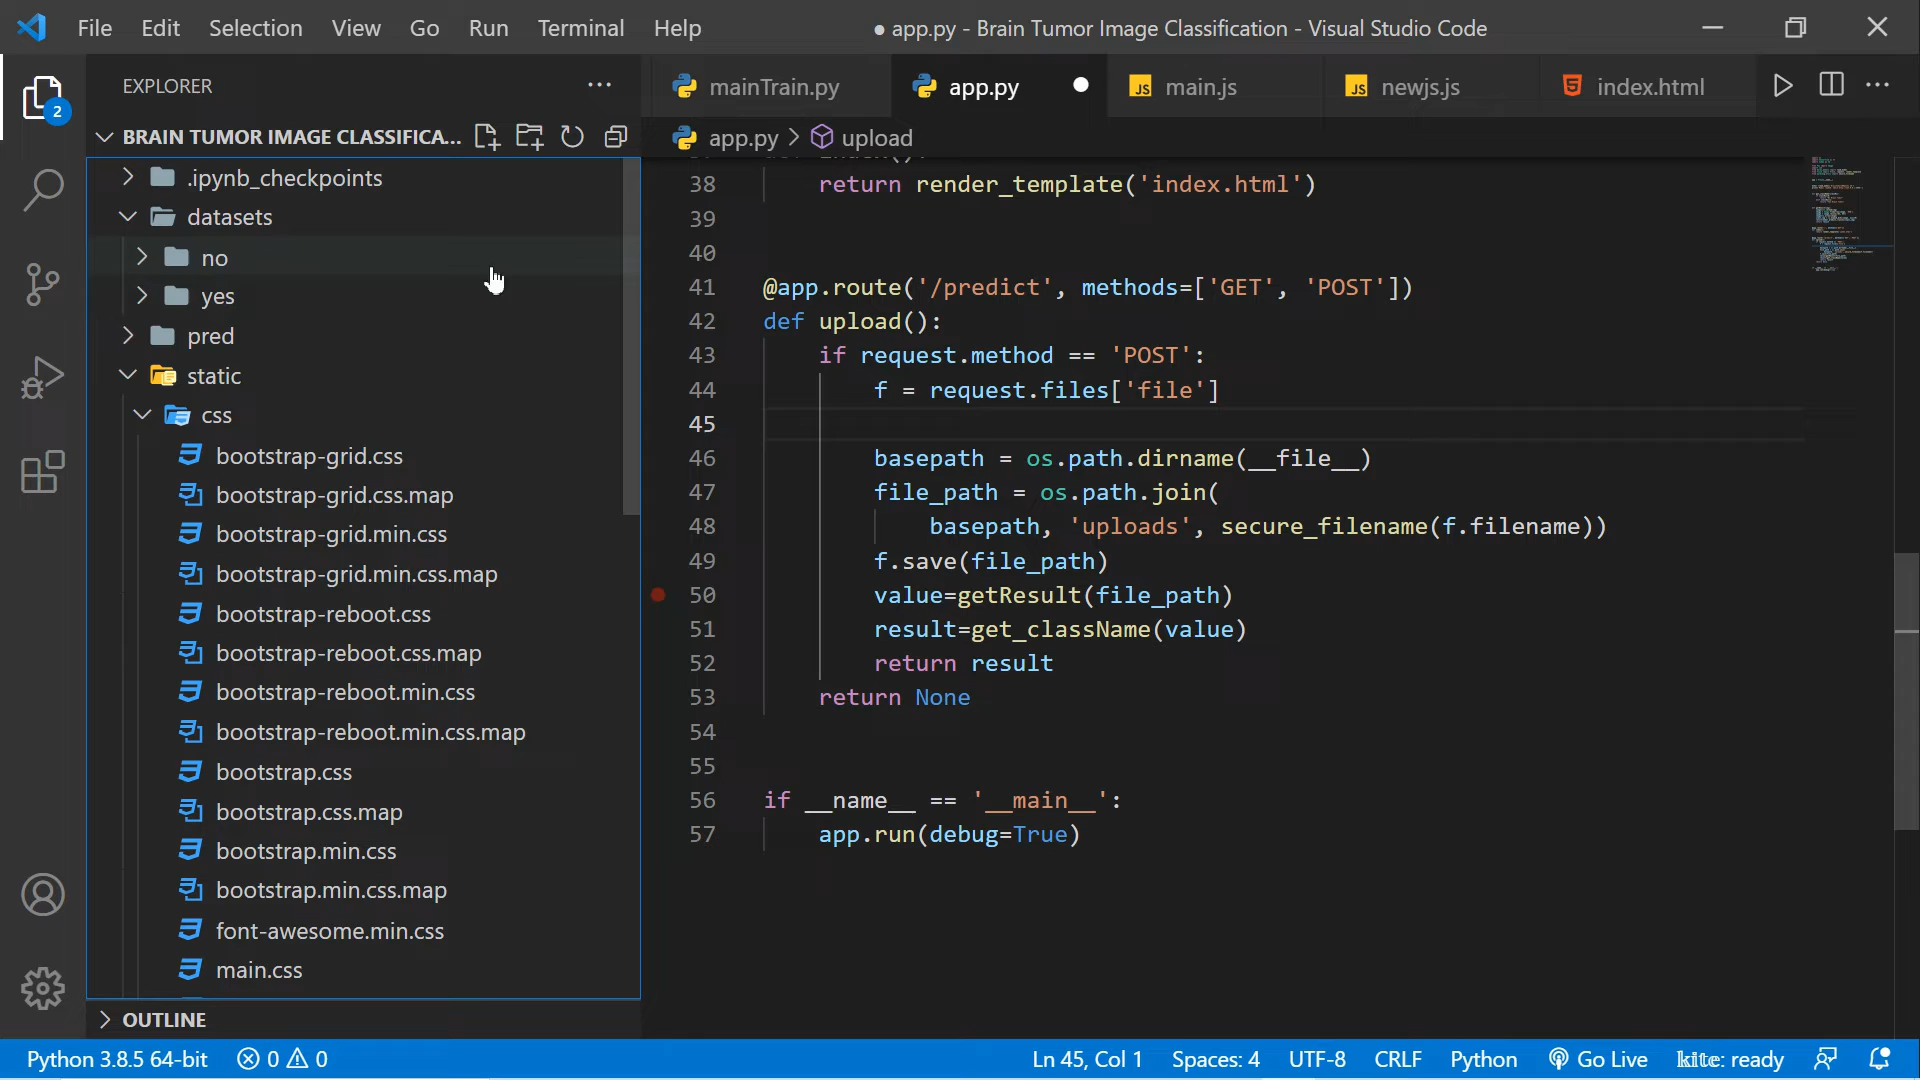 File Edit Selection View Go Run Terminal Help
● app.py - Brain Tumor Image Classification - Visual Studio Code
2
EXPLORER
BRAIN TUMOR IMAGE CLASSIFICA...
.ipynb_checkpoints
datasets
no
yes
pred
static
css
bootstrap-grid.css
bootstrap-grid.css.map
bootstrap-grid.min.css
bootstrap-grid.min.css.map
bootstrap-reboot.css
bootstrap-reboot.css.map
bootstrap-reboot.min.css
bootstrap-reboot.min.css.map
bootstrap.css
bootstrap.css.map
bootstrap.min.css
bootstrap.min.css.map
font-awesome.min.css
main.css
OUTLINE
mainTrain.py app.py JS main.js JS newjs.js index.html
app.py > upload
38 return render_template('index.html')
39
40
41 @app.route('/predict', methods=['GET', 'POST'])
42 def upload():
43 if request.method == 'POST':
44 f = request.files['file']
45
46 basepath = os.path.dirname(__file__)
47 file_path = os.path.join(
48 basepath, 'uploads', secure_filename(f.filename))
49 f.save(file_path)
50 value=getResult(file_path)
51 result=get_className(value)
52 return result
53 return None
54
55
56 if __name__ == '__main__':
57 app.run(debug=True)
Python 3.8.5 64-bit 0 0 Ln 45, Col 1 Spaces: 4 UTF-8 CRLF Python Go Live kite: ready